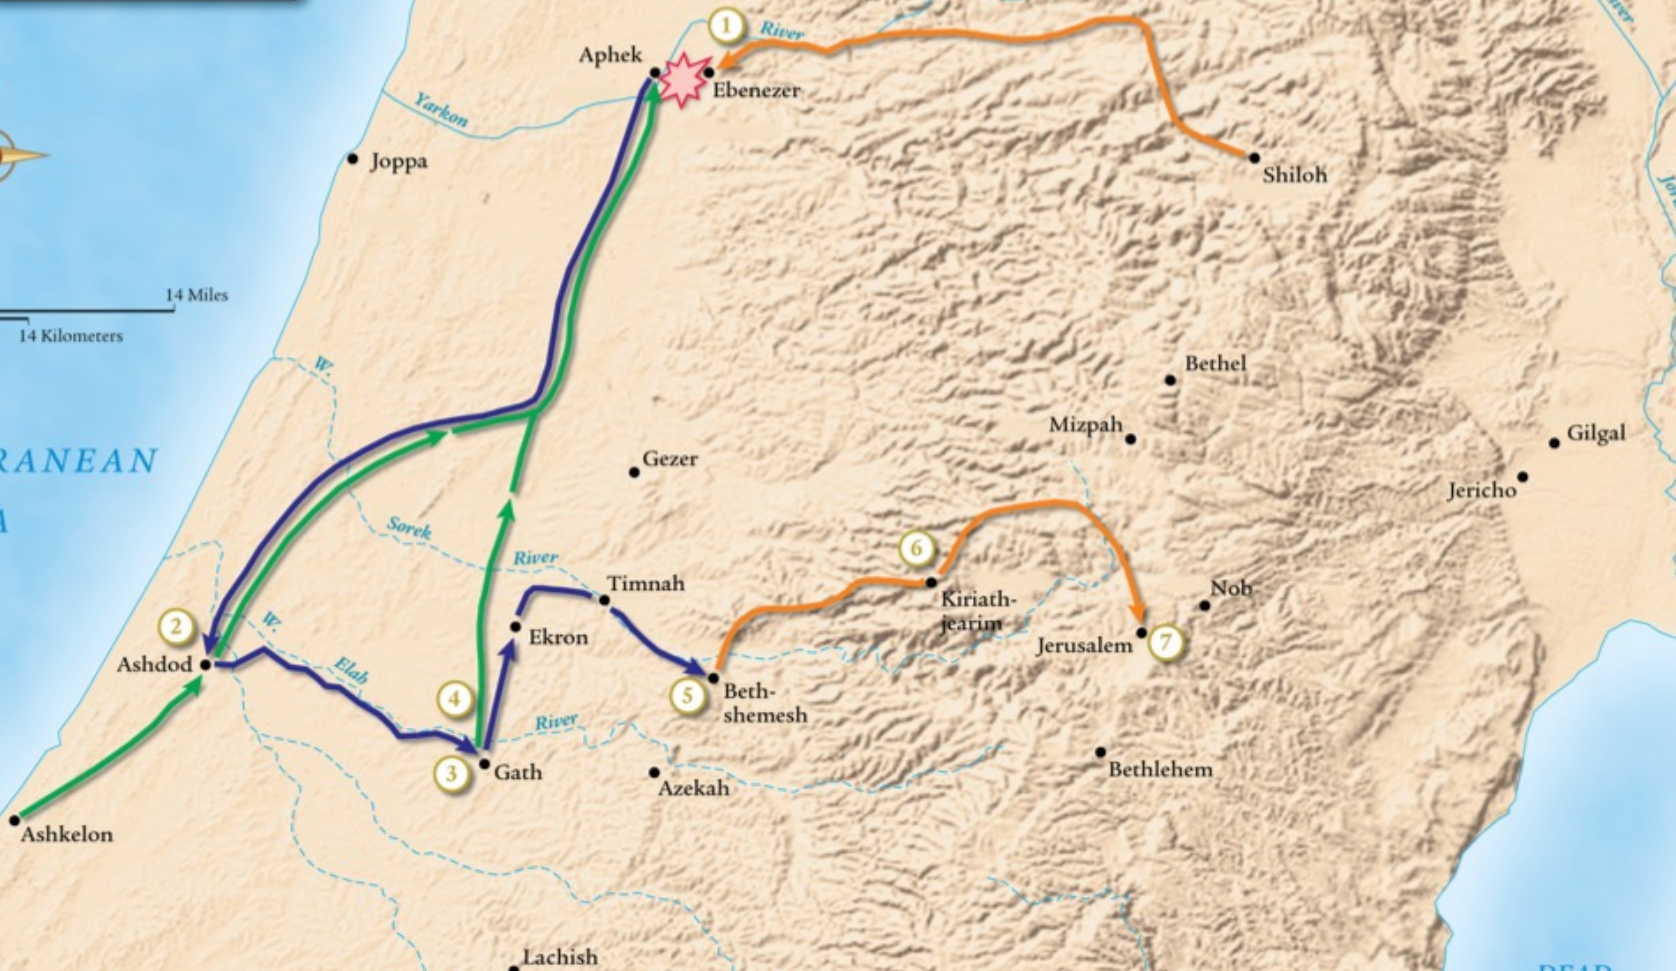 1
River
Aphek
Ebenezer
Yarkon
Joppa
Shiloh
14 Miles
14 Kilometers
W.
Bethel
Mizpah
Gilgal
Gezer
Jericho
RANEAN
Sorek
River
6
Timnah
Kiriath-
jearim
Nob
2
W.
Ekron
Jerusalem
7
Ashdod
Elah
4
5
Beth-
shemesh
River
3
Gath
Azekah
Bethlehem
Ashkelon
Lachish
DEAD